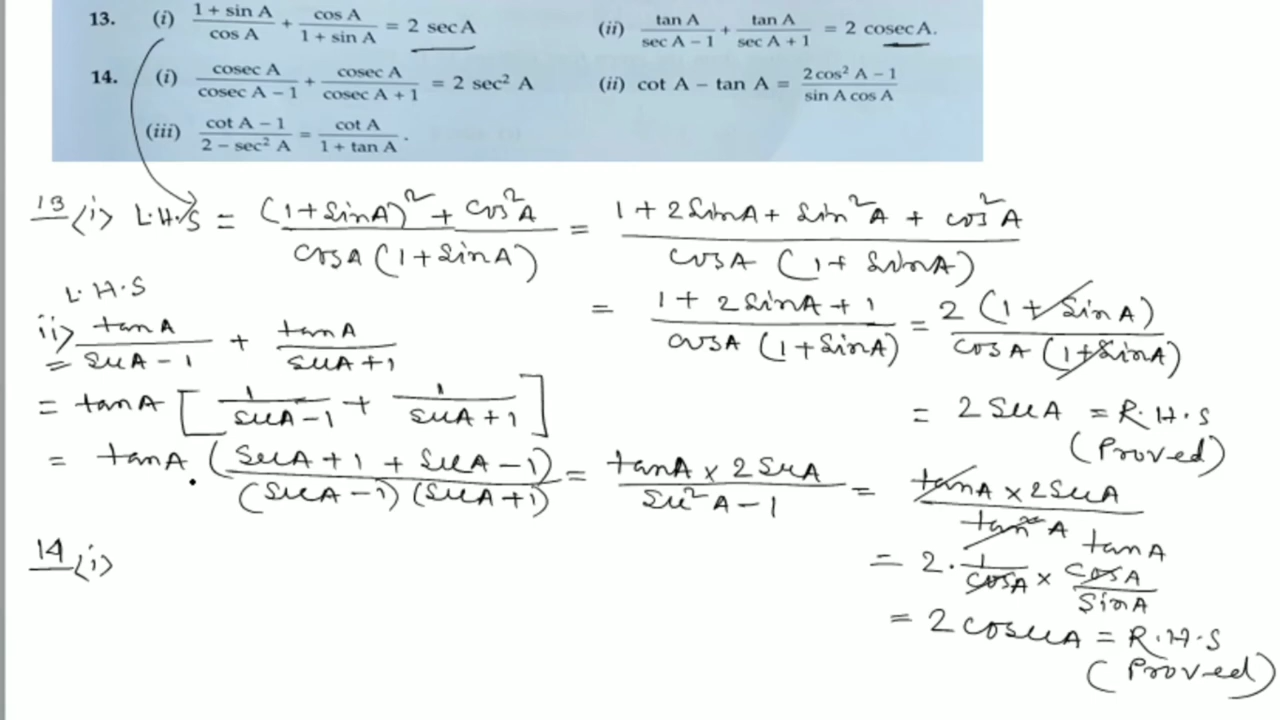 13. (i) (1 + sin A)/(cos A) + (cos A)/(1 + sin A) = 2 sec A (ii) (tan A)/(sec A − 1) + (tan A)/(sec A + 1) = 2 cosec A.
14. (i) (cosec A)/(cosec A − 1) + (cosec A)/(cosec A + 1) = 2 sec² A (ii) cot A − tan A = (2 cos² A − 1)/(sin A cos A)
(iii) (cot A − 1)/(2 − sec² A) = (cot A)/(1 + tan A).
13 (i) L.H.S = ((1+sinA)² + cos²A)/(cosA(1+sinA)) = (1+2sinA+sin²A+cos²A)/(cosA(1+sinA))
= (1+2sinA+1)/(cosA(1+sinA)) = (2(1+sinA))/(cosA(1+sinA))
= 2secA = R.H.S
(Proved)
L.H.S
ii) tanA/(secA−1) + tanA/(secA+1)
= tanA [1/(secA−1) + 1/(secA+1)]
= tanA. (secA+1+secA−1)/((secA−1)(secA+1)) = (tanA×2secA)/(sec²A−1) = (tanA×2secA)/(tan²A)
tanA
= 2. 1/cosA × cosA/sinA
= 2cosecA = R.H.S
(Proved)
14 (i)